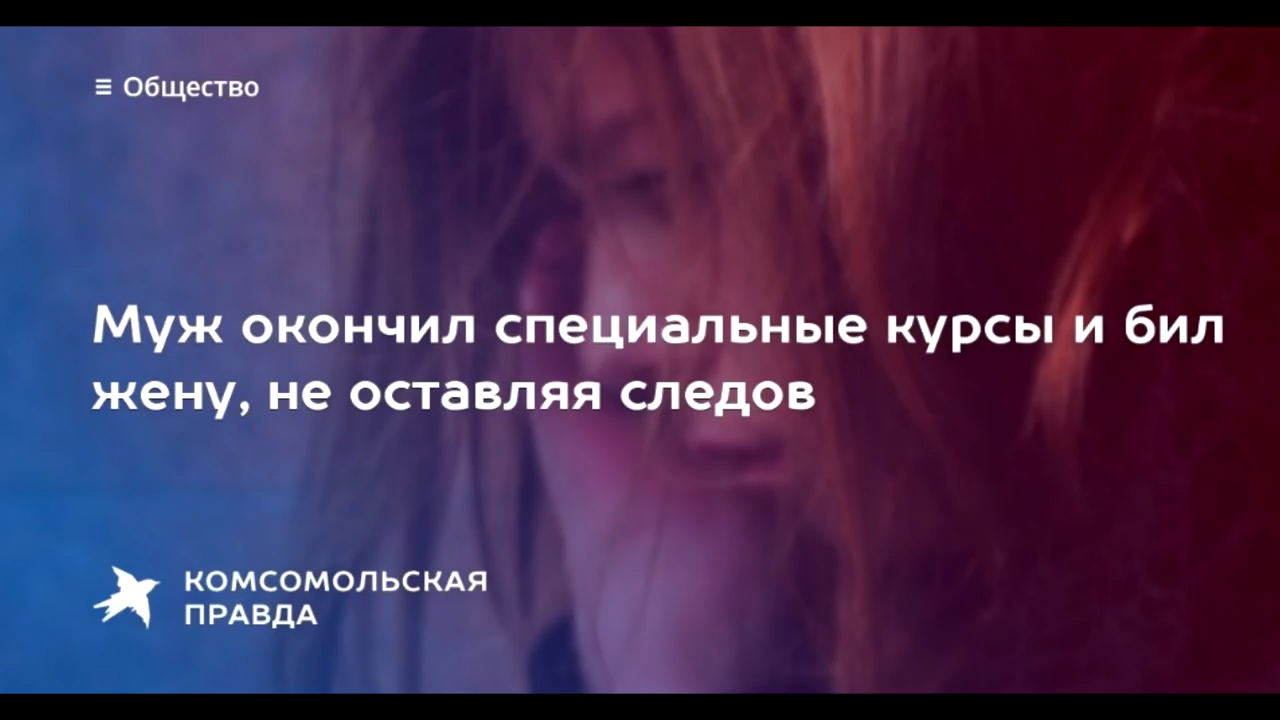 Общество
Муж окончил специальные курсы и бил
жену, не оставляя следов
КОМСОМОЛЬСКАЯ
ПРАВДА